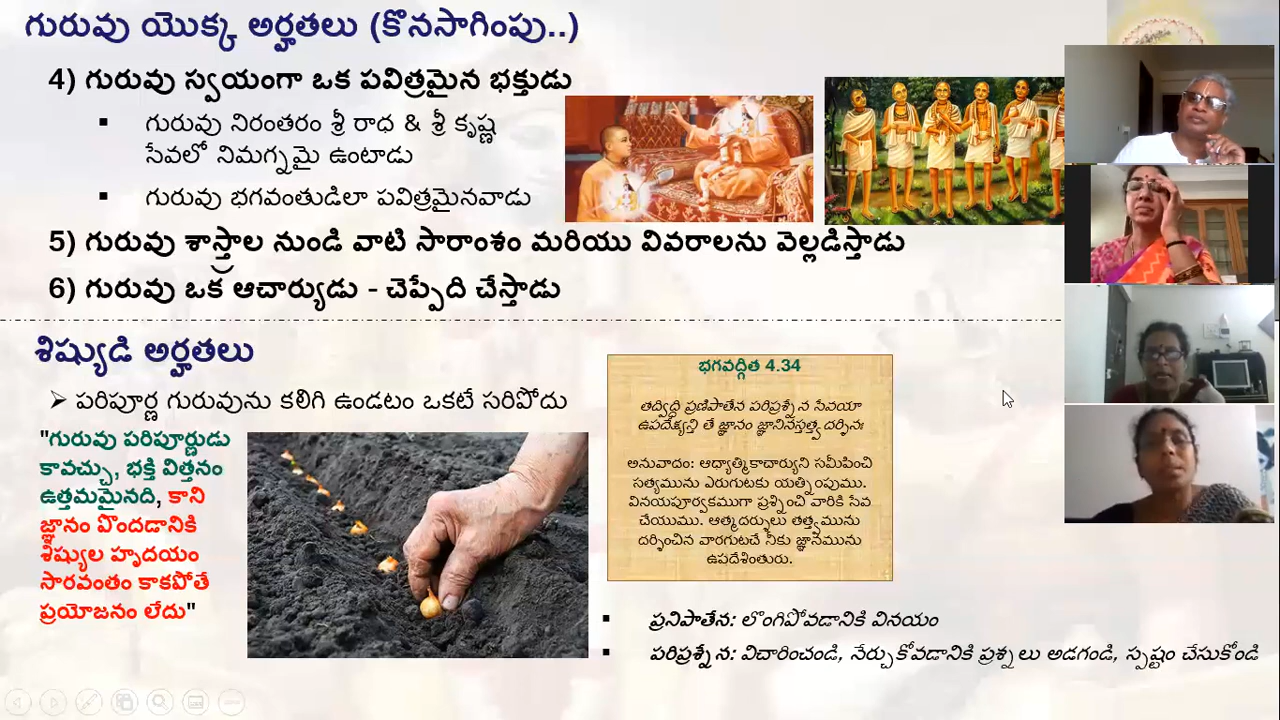 గురువు యొక్క అర్హతలు (కొనసాగింపు..)
4) గురువు స్వయంగా ఒక పవిత్రమైన భక్తుడు
▪ గురువు నిరంతరం శ్రీ రాధ & శ్రీ కృష్ణ
సేవలో నిమగ్నమై ఉంటాడు
▪ గురువు భగవంతుడిలా పవిత్రమైనవాడు
5) గురువు శాస్త్రాల నుండి వాటి సారాంశం మరియు వివరాలను వెల్లడిస్తాడు
6) గురువు ఒక ఆచార్యుడు - చెప్పేది చేస్తాడు
శిష్యుడి అర్హతలు
➢ పరిపూర్ణ గురువును కలిగి ఉండటం ఒకటే సరిపోదు
"గురువు పరిపూర్ణుడు
కావచ్చు, భక్తి విత్తనం
ఉత్తమమైనది, కాని
జ్ఞానం పొందడానికి
శిష్యుల హృదయం
సారవంతం కాకపోతే
ప్రయోజనం లేదు"
భగవద్గీత 4.34
తద్విద్ధి ప్రణిపాతేన పరిప్రశ్నేన సేవయా
ఉపదేక్ష్యన్తి తే జ్ఞానం జ్ఞానినస్తత్త్వదర్శినః
అనువాదం: ఆధ్యాత్మికాచార్యుని సమీపించి
సత్యమును ఎరుగుటకు యత్నింపుము.
వినయపూర్వకముగా ప్రశ్నించి వారికి సేవ
చేయుము. ఆత్మదర్శులు తత్త్వమును
దర్శించిన వారగుటచే నీకు జ్ఞానమును
ఉపదేశింతురు.
▪ ప్రనిపాతేన: లొంగిపోవడానికి వినయం
▪ పరిప్రశ్నేన: విచారించండి, నేర్చుకోవడానికి ప్రశ్నలు అడగండి, స్పష్టం చేసుకోండి